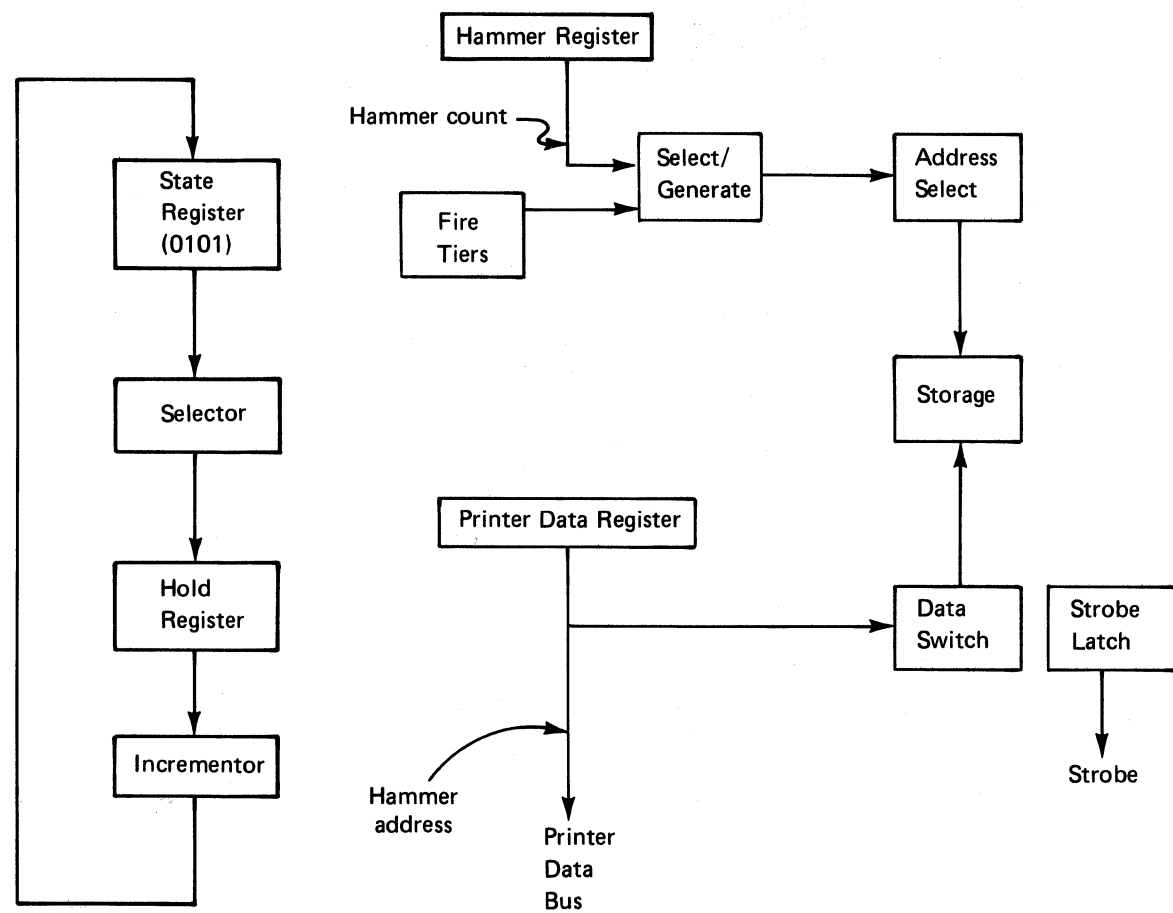 Hammer Register
Hammer count
State
Register
(0101)
Select/
Generate
Address
Select
Fire
Tiers
Selector
Storage
Printer Data Register
Hold
Register
Data
Switch
Strobe
Latch
Incrementor
Strobe
Hammer
address
Printer
Data
Bus